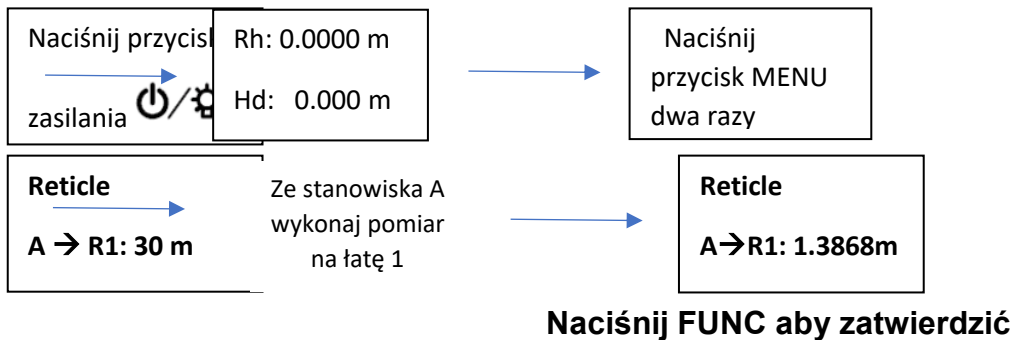 Naciśnij przycisk
zasilania
Rh: 0.0000 m
Hd: 0.000 m
Naciśnij
przycisk MENU
dwa razy
Reticle
A → R1: 30 m
Ze stanowiska A
wykonaj pomiar
na łatę 1
Reticle
A→R1: 1.3868m
Naciśnij FUNC aby zatwierdzić